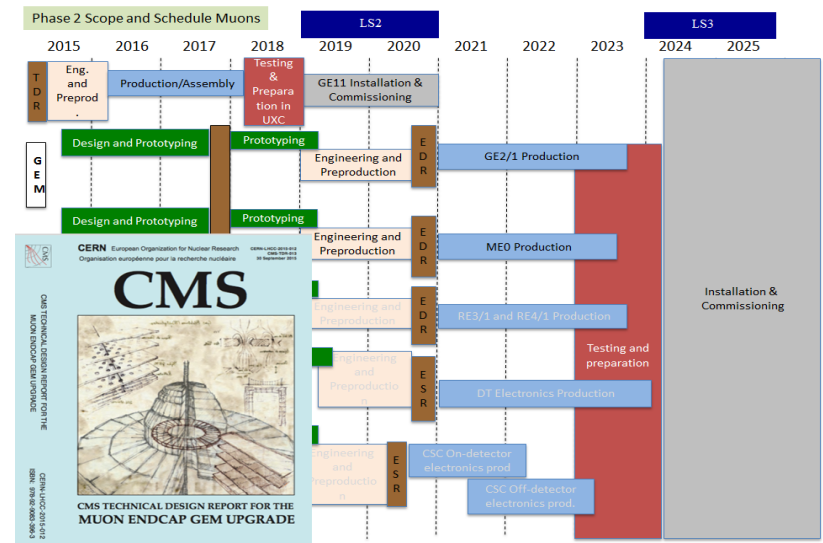 Phase 2 Scope and Schedule Muons
LS2
LS3
2015
2016
2017
2018
2019
2020
2021
2022
2023
2024
2025
T
D
R
Eng.
and
Preprod
.
Production/Assembly
Testing
&
Prepara
tion in
UXC
GE11 Installation &
Commissioning
G
E
M
Design and Prototyping
Prototyping
Engineering and
Preproduction
E
D
R
GE2/1 Production
Design and Prototyping
Prototyping
Engineering and
Preproduction
E
D
R
ME0 Production
Engineering and
Preproduction
E
D
R
RE3/1 and RE4/1 Production
Engineering
and
Preproductio
n
E
S
R
DT Electronics Production
Engineering
and
Preproductio
n
E
S
R
CSC On-detector
electronics prod
CSC Off-detector
electronics prod.
Testing and
preparation
Installation &
Commissioning
CERN European Organization for Nuclear Research
Organisation européenne pour la recherche nucléaire
CERN-LHCC-2015-012
CMS-TDR-013
30 September 2015
CMS
CMS TECHNICAL DESIGN REPORT FOR THE
MUON ENDCAP GEM UPGRADE
CMS
CMS TECHNICAL DESIGN REPORT FOR THE
MUON ENDCAP GEM UPGRADE
CERN-LHCC-2015-012